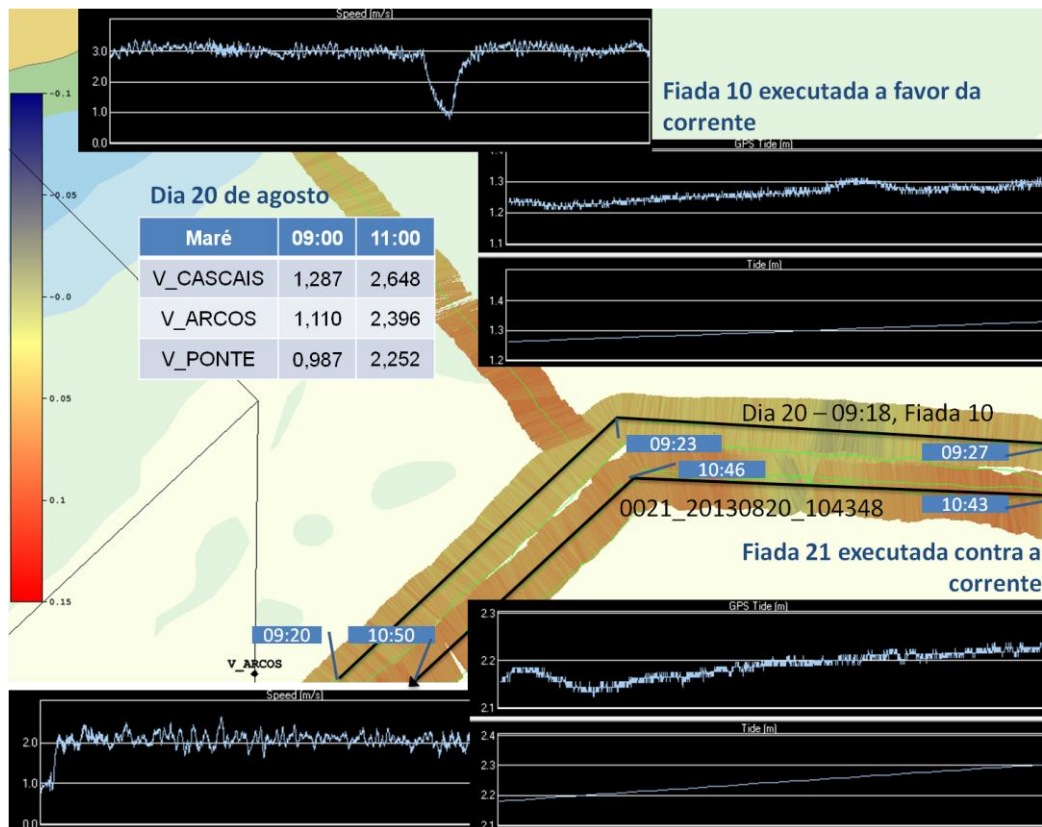 Speed [m/s]
3.0
2.0
1.0
0.0
Fiada 10 executada a favor da
corrente
GPS Tide [m]
1.4
1.3
1.2
1.1
-0.1
-0.05
-0.0
0.05
0.1
0.15
Dia 20 de agosto
Maré 09:00 11:00
V_CASCAIS 1,287 2,648
V_ARCOS 1,110 2,396
V_PONTE 0,987 2,252
Tide [m]
1.4
1.3
1.2
Dia 20 – 09:18, Fiada 10
09:23
09:27
10:46
10:43
0021_20130820_104348
Fiada 21 executada contra a
corrente
09:20
10:50
V_ARCOS
GPS Tide [m]
2.3
2.2
2.1
Speed [m/s]
2.0
1.0
0.0
Tide [m]
2.4
2.3
2.2
2.1